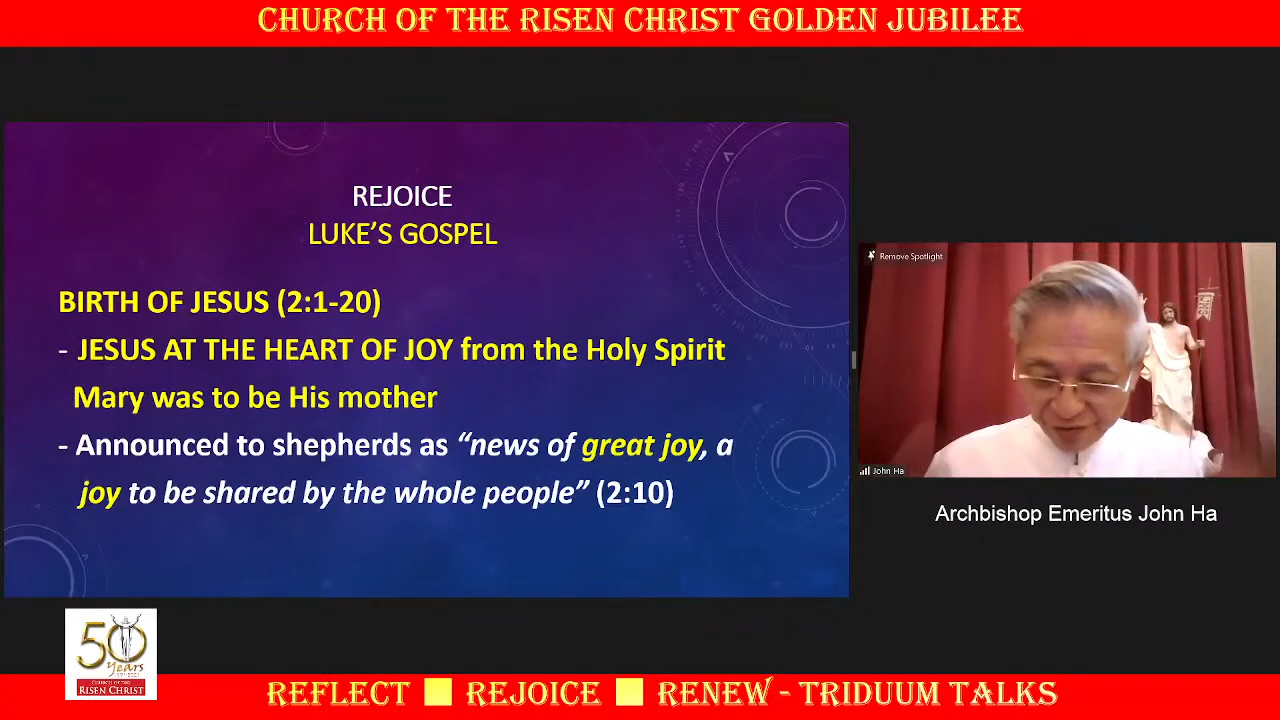 CHURCH OF THE RISEN CHRIST GOLDEN JUBILEE
REJOICE
LUKE'S GOSPEL
BIRTH OF JESUS (2:1-20)
- JESUS AT THE HEART OF JOY from the Holy Spirit
Mary was to be His mother
- Announced to shepherds as “news of great joy, a
joy to be shared by the whole people” (2:10)
Remove Spotlight
John Ha
Archbishop Emeritus John Ha
50
Years
CHURCH OF THE
RISEN CHRIST
REFLECT REJOICE RENEW - TRIDUUM TALKS